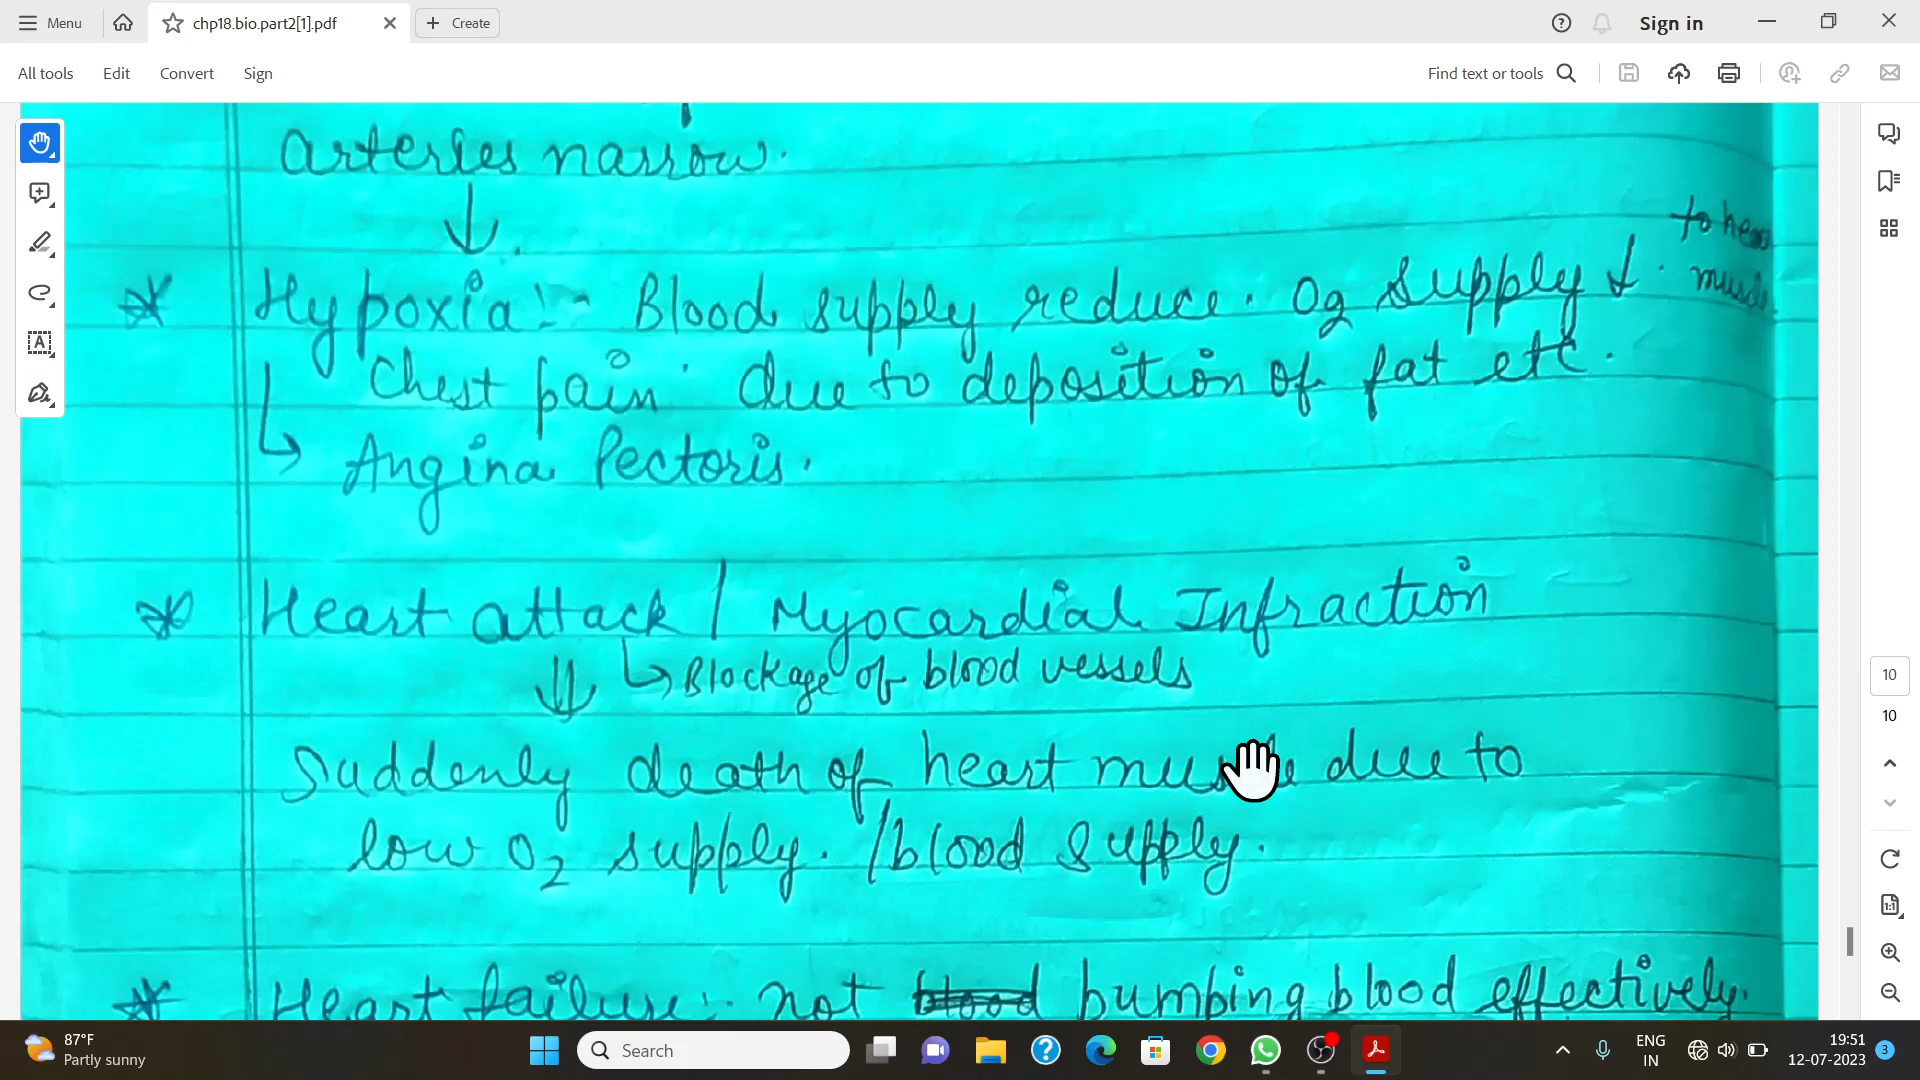 Menu
chp18.bio.part2[1].pdf
Create
Sign in
All tools
Edit
Convert
Sign
Find text or tools
arteries narrow.
to heart
Hypoxia :- Blood supply reduce. O2 supply ↓. muscle
Chest pain due to deposition of fat etc.
↳ Angina Pectoris.
Heart attack / Myocardial Infraction
↳ Blockage of blood vessels
Suddenly death of heart muscle due to
low O2 supply. /blood supply.
Heart failure:- not blood bumping blood effectively.
10
10
87°F
Partly sunny
Search
ENG
IN
19:51
12-07-2023
3